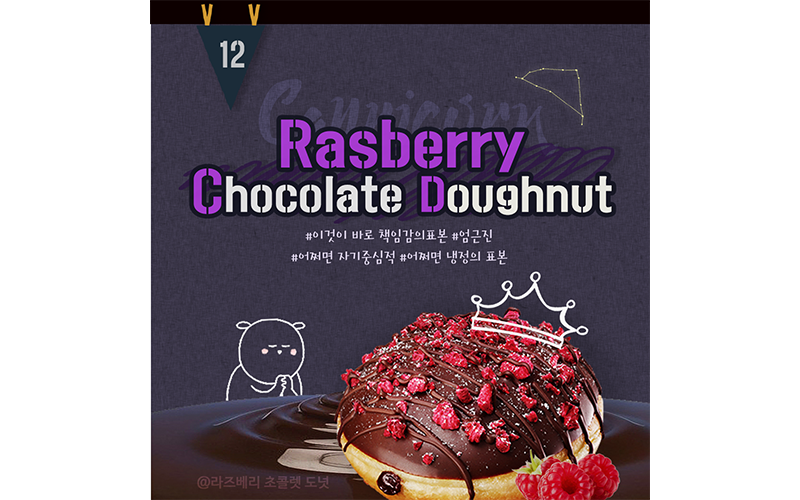 12
Capricorn
Rasberry
Chocolate Doughnut
#이것이 바로 책임감의표본 #엄근진
#어쩌면 자기중심적 #어쩌면 냉정의 표본
@라즈베리 초콜렛 도넛